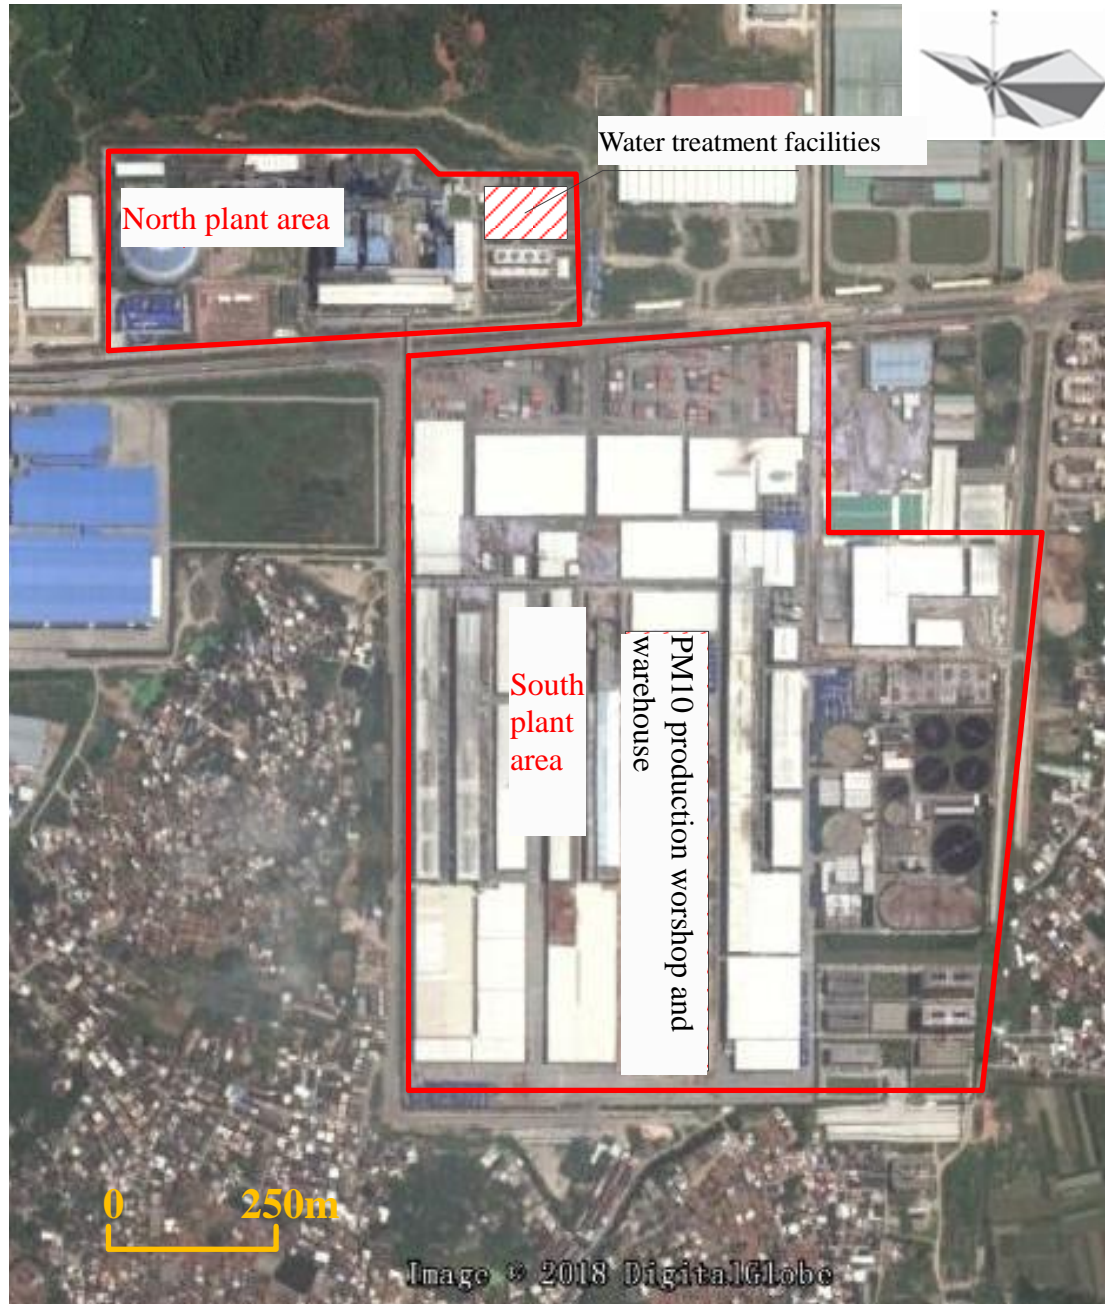 Water treatment facilities
North plant area
South
plant
area
PM10 production worshop and
warehouse
0 250m
Image © 2018 DigitalGlobe